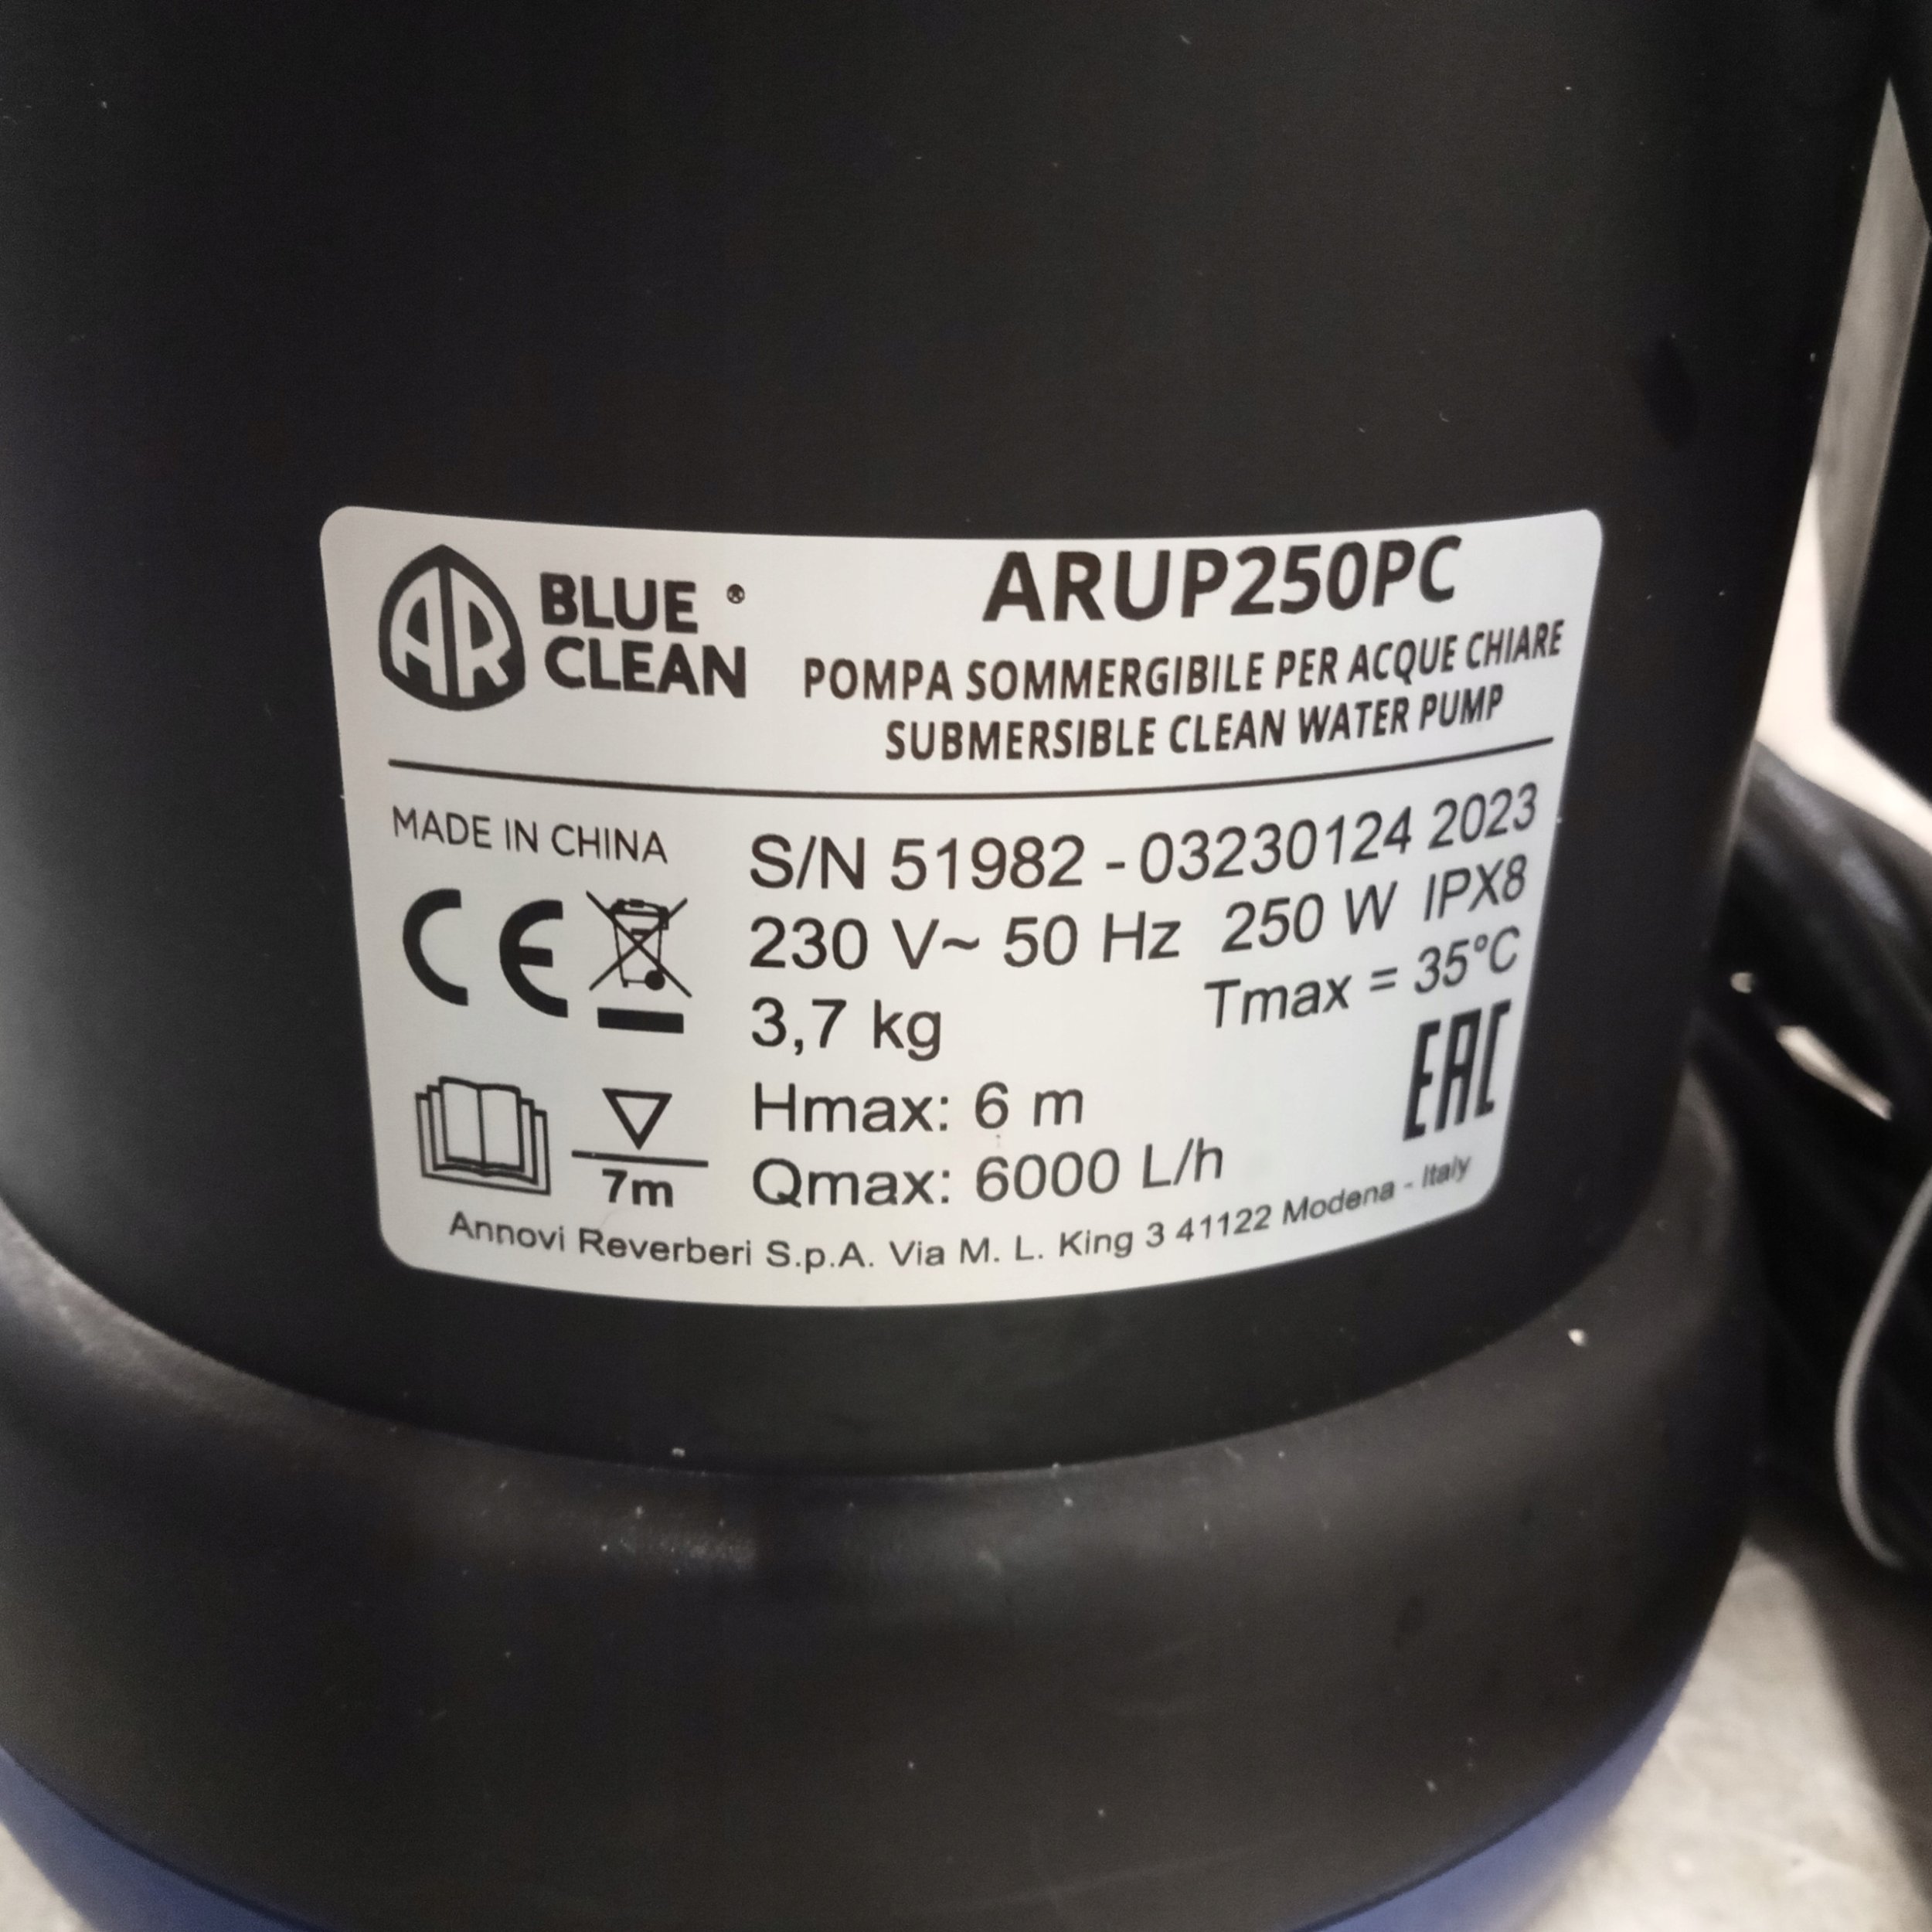 AR BLUE CLEAN
ARUP250PC
POMPA SOMMERGIBILE PER ACQUE CHIARE
SUBMERSIBLE CLEAN WATER PUMP
MADE IN CHINA
S/N 51982 - 03230124 2023
230 V~ 50 Hz 250 W IPX8
3,7 kg
Tmax = 35°C
CE
EAC
Hmax: 6 m
Qmax: 6000 L/h
7m
Annovi Reverberi S.p.A. Via M. L. King 3 41122 Modena - Italy